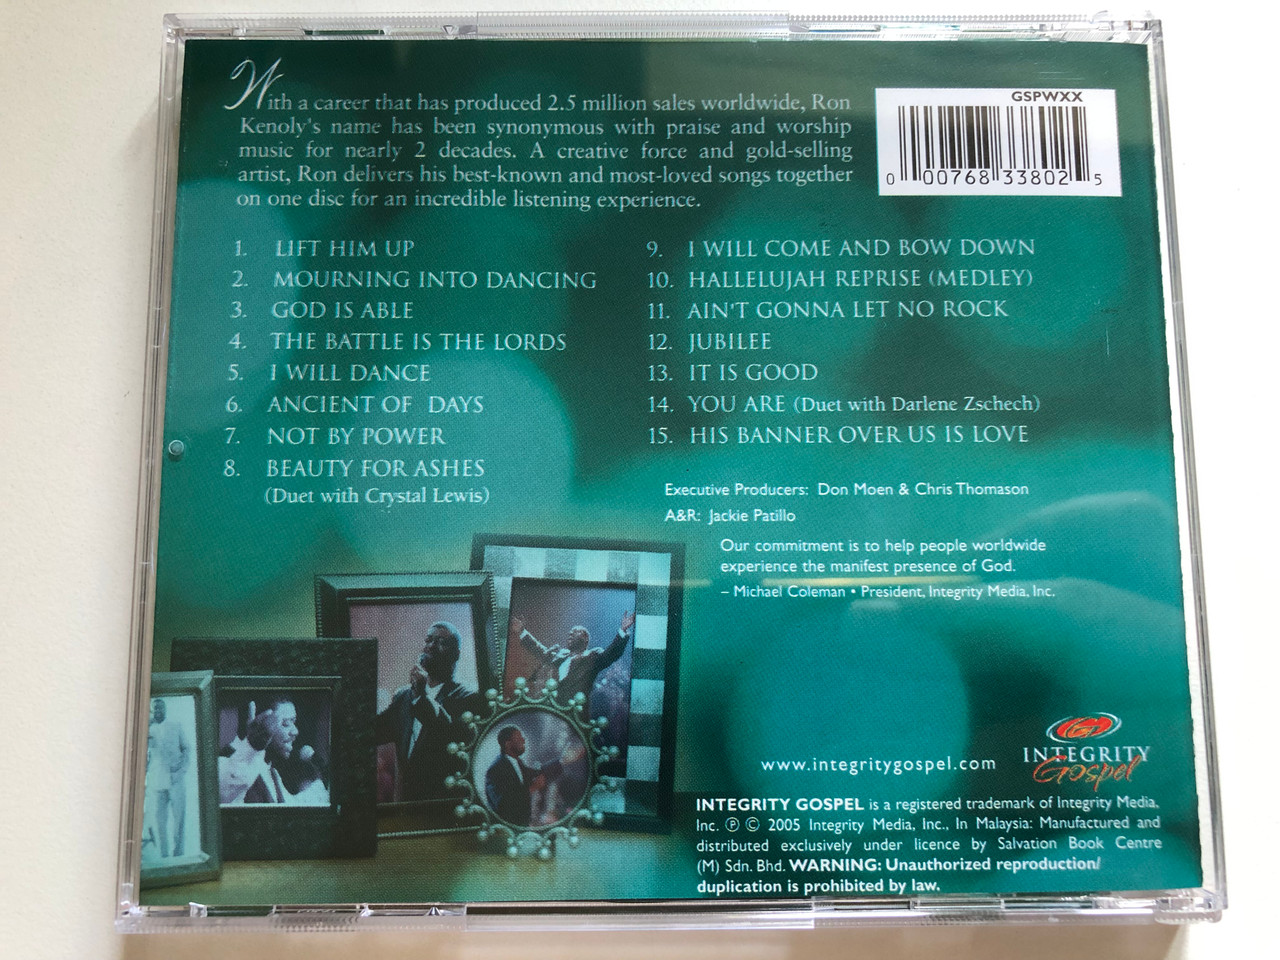 With a career that has produced 2.5 million sales worldwide, Ron
Kenoly's name has been synonymous with praise and worship
music for nearly 2 decades. A creative force and gold-selling
artist, Ron delivers his best-known and most-loved songs together
on one disc for an incredible listening experience.
GSPWXX
0 00768 33802 5
1. LIFT HIM UP
2. MOURNING INTO DANCING
3. GOD IS ABLE
4. THE BATTLE IS THE LORDS
5. I WILL DANCE
6. ANCIENT OF DAYS
7. NOT BY POWER
8. BEAUTY FOR ASHES
(Duet with Crystal Lewis)
9. I WILL COME AND BOW DOWN
10. HALLELUJAH REPRISE (MEDLEY)
11. AIN'T GONNA LET NO ROCK
12. JUBILEE
13. IT IS GOOD
14. YOU ARE (Duet with Darlene Zschech)
15. HIS BANNER OVER US IS LOVE
Executive Producers: Don Moen & Chris Thomason
A&R: Jackie Patillo
Our commitment is to help people worldwide
experience the manifest presence of God.
– Michael Coleman • President, Integrity Media, Inc.
www.integritygospel.com
INTEGRITY
Gospel
INTEGRITY GOSPEL is a registered trademark of Integrity Media,
Inc. ℗ © 2005 Integrity Media, Inc., In Malaysia: Manufactured and
distributed exclusively under licence by Salvation Book Centre
(M) Sdn. Bhd. WARNING: Unauthorized reproduction/
duplication is prohibited by law.